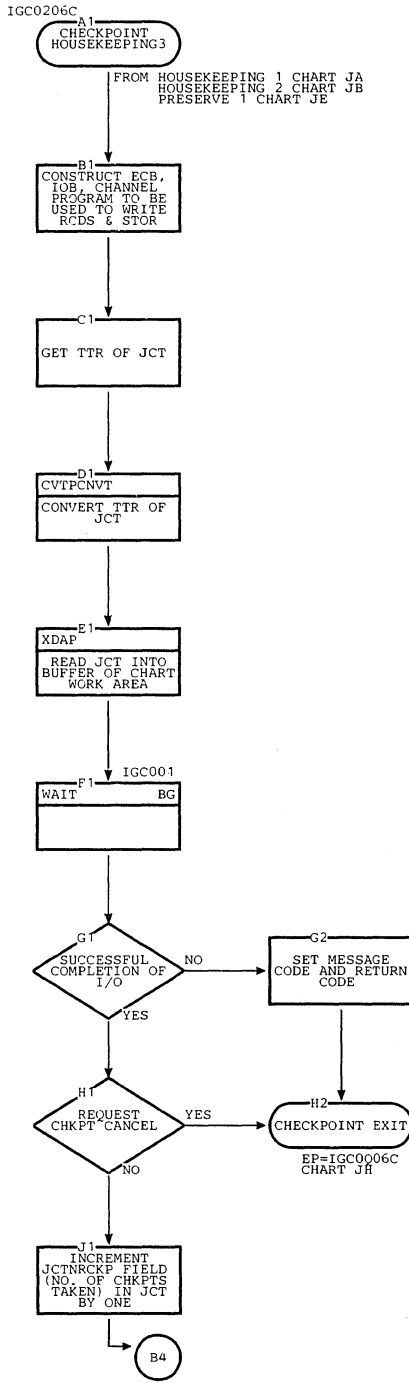 IGC0206C
A1
CHECKPOINT
HOUSEKEEPING3
FROM HOUSEKEEPING 1 CHART JA
HOUSEKEEPING 2 CHART JB
PRESERVE 1 CHART JE
B1
CONSTRUCT ECB,
IOB, CHANNEL
PROGRAM TO BE
USED TO WRITE
RCDS & STOR
C1
GET TTR OF JCT
D1
CVTPCNVT
CONVERT TTR OF
JCT
E1
XDAP
READ JCT INTO
BUFFER OF CHART
WORK AREA
IGC001
F1
WAIT BG
G1
SUCCESSFUL
COMPLETION OF
I/O
NO
YES
G2
SET MESSAGE
CODE AND RETURN
CODE
H1
REQUEST
CHKPT CANCEL
YES
NO
H2
CHECKPOINT EXIT
EP=IGC0Q06C
CHART JH
J1
INCREMENT
JCTNRCKP FIELD
(NO. OF CHKPTS
TAKEN) IN JCT
BY ONE
B4